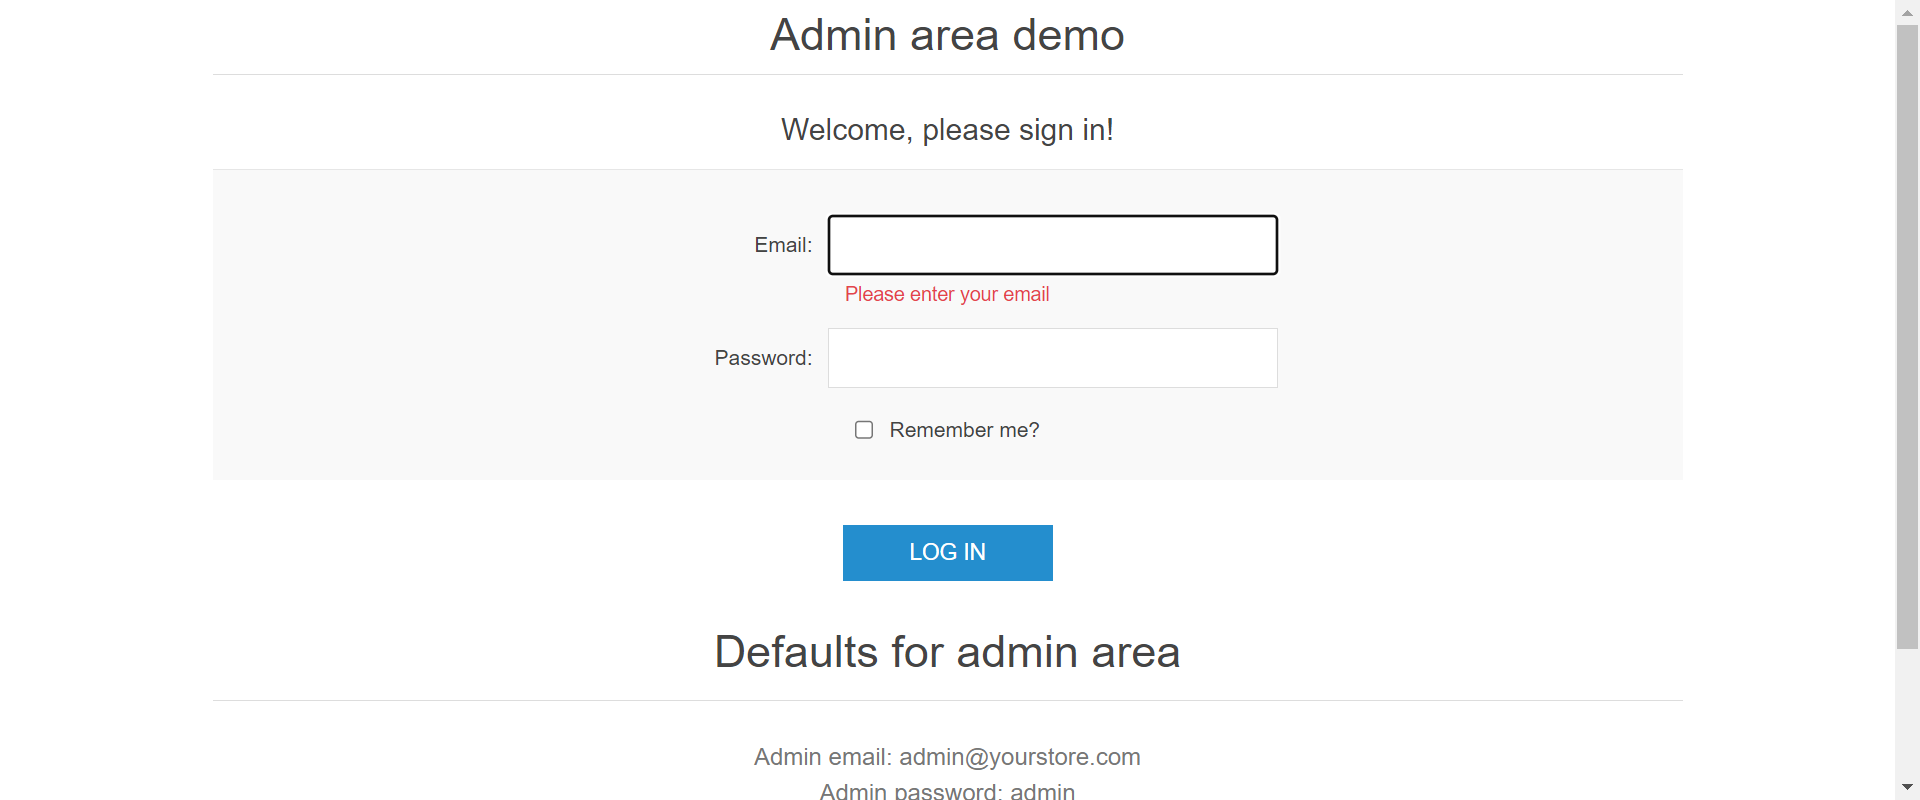 Admin area demo
Welcome, please sign in!
Email:
Please enter your email
Password:
Remember me?
LOG IN
Defaults for admin area
Admin email: admin@yourstore.com
Admin password: admin